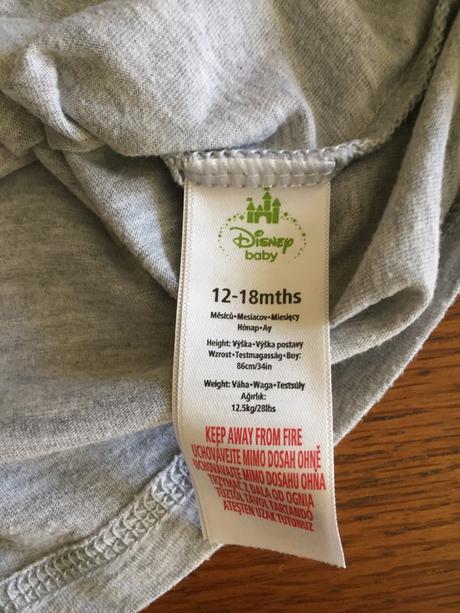 Disney
baby
12-18mths
Měsíců•Mesiacov•Miesięcy
Hónap•Ay
Height: Výška•Výška postavy
Wzrost•Testmagasság•Boy:
86cm/34in
Weight: Váha•Waga•Testsúly
Ağırlık:
12.5kg/28lbs
KEEP AWAY FROM FIRE
UCHOVÁVEJTE MIMO DOSAH OHNĚ
UCHOVÁVAJTE MIMO DOSAHU OHŇA
TRZYMAĆ Z DALA OD OGNIA
TŰZTŐL TÁVOL TARTANDÓ
ATEŞTEN UZAK TUTUNUZ